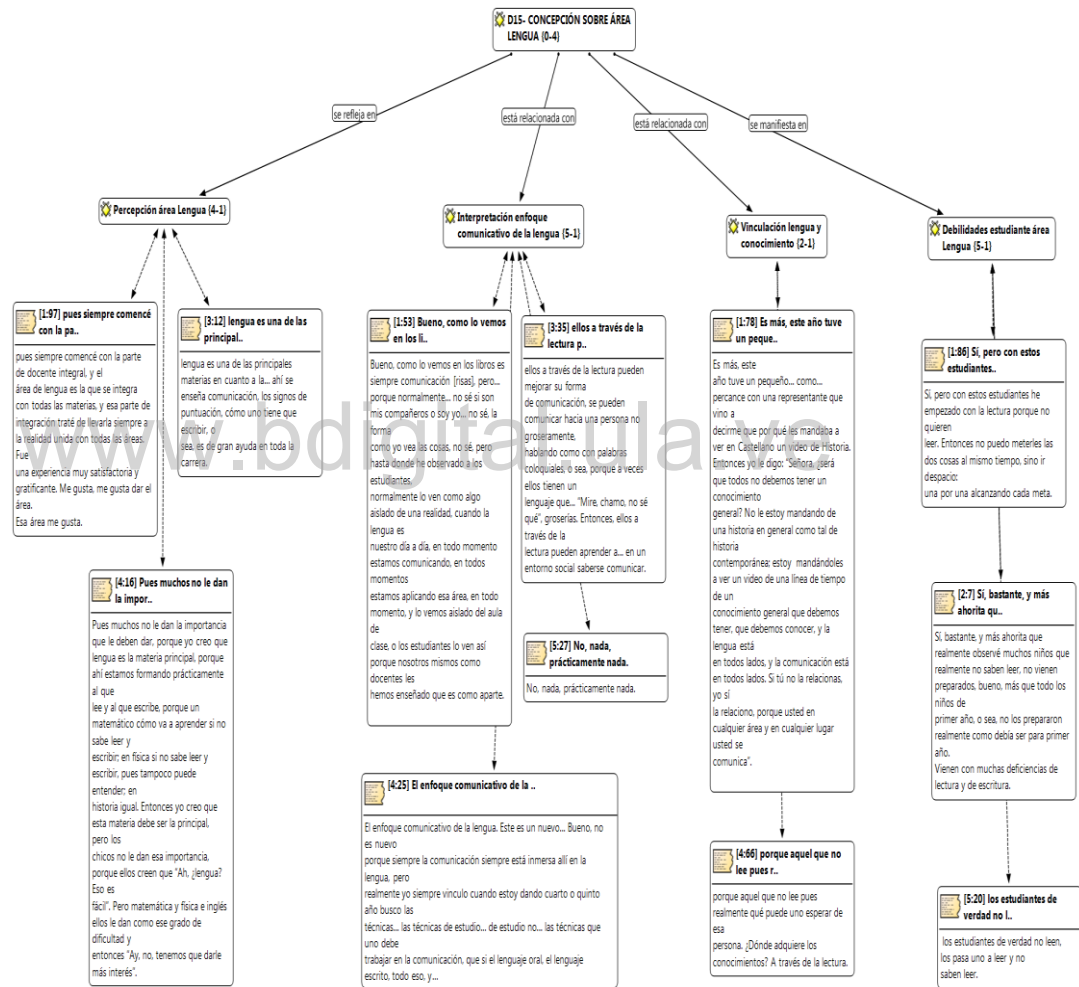 D15- CONCEPCIÓN SOBRE ÁREA
LENGUA {0-4}
se refleja en
está relacionada con
está relacionada con
se manifiesta en
Percepción área Lengua {4-1}
Interpretación enfoque
comunicativo de la lengua {5-1}
Vinculación lengua y
conocimiento {2-1}
Debilidades estudiante área
Lengua {5-1}
[1:97] pues siempre comencé
con la pa..
pues siempre comencé con la parte
de docente integral, y el
área de lengua es la que se integra
con todas las materias, y esa parte de
integración traté de llevarla siempre a
la realidad unida con todas las áreas.
Fue
una experiencia muy satisfactoria y
gratificante. Me gusta, me gusta dar el
área.
Esa área me gusta.
[3:12] lengua es una de las
principal..
lengua es una de las principales
materias en cuanto a la... ahí se
enseña comunicación, los signos de
puntuación, cómo uno tiene que
escribir, o
sea, es de gran ayuda en toda la
carrera.
[4:16] Pues muchos no le dan
la impor..
Pues muchos no le dan la importancia
que le deben dar, porque yo creo que
lengua es la materia principal, porque
ahí estamos formando prácticamente
al que
lee y al que escribe, porque un
matemático cómo va a aprender si no
sabe leer y
escribir; en física si no sabe leer y
escribir, pues tampoco puede
entender; en
historia igual. Entonces yo creo que
esta materia debe ser la principal,
pero los
chicos no le dan esa importancia,
porque ellos creen que "Ah, ¿lengua?
Eso es
fácil". Pero matemática y física e inglés
ellos le dan como ese grado de
dificultad y
entonces "Ay, no, tenemos que darle
más interés".
[1:53] Bueno, como lo vemos
en los li..
Bueno, como lo vemos en los libros es
siempre comunicación [risas], pero...
porque normalmente... no sé si son
mis compañeros o soy yo... no sé, la
forma
como yo vea las cosas, no sé, pero
hasta donde he observado a los
estudiantes,
normalmente lo ven como algo
aislado de una realidad, cuando la
lengua es
nuestro día a día, en todo momento
estamos comunicando, en todos
momentos
estamos aplicando esa área, en todo
momento, y lo vemos aislado del aula
de
clase, o los estudiantes lo ven así
porque nosotros mismos como
docentes les
hemos enseñado que es como aparte.
[3:35] ellos a través de la
lectura p..
ellos a través de la lectura pueden
mejorar su forma
de comunicación, se pueden
comunicar hacia una persona no
groseramente,
hablando como con palabras
coloquiales, o sea, porque a veces
ellos tienen un
lenguaje que... "Mire, chamo, no sé
qué", groserías. Entonces, ellos a
través de la
lectura pueden aprender a... en un
entorno social saberse comunicar.
[5:27] No, nada,
prácticamente nada.
No, nada, prácticamente nada.
[4:25] El enfoque comunicativo de la ..
El enfoque comunicativo de la lengua. Este es un nuevo... Bueno, no
es nuevo
porque siempre la comunicación siempre está inmersa allí en la
lengua, pero
realmente yo siempre vinculo cuando estoy dando cuarto o quinto
año busco las
técnicas... las técnicas de estudio... de estudio no... las técnicas que
uno debe
trabajar en la comunicación, que si el lenguaje oral, el lenguaje
escrito, todo eso, y...
[1:78] Es más, este año tuve
un peque..
Es más, este
año tuve un pequeño... como...
percance con una representante que
vino a
decirme que por qué les mandaba a
ver en Castellano un video de Historia.
Entonces yo le digo: "Señora, ¿será
que todos no debemos tener un
conocimiento
general? No le estoy mandando de
una historia en general como tal de
historia
contemporánea; estoy mandándoles
a ver un video de una línea de tiempo
de un
conocimiento general que debemos
tener, que debemos conocer, y la
lengua está
en todos lados, y la comunicación está
en todos lados. Si tú no la relacionas,
yo sí
la relaciono, porque usted en
cualquier área y en cualquier lugar
usted se
comunica".
[4:66] porque aquel que no
lee pues r..
porque aquel que no lee pues
realmente qué puede uno esperar de
esa
persona. ¿Dónde adquiere los
conocimientos? A través de la lectura.
[1:86] Sí, pero con estos
estudiantes..
Sí, pero con estos estudiantes he
empezado con la lectura porque no
quieren
leer. Entonces no puedo meterles las
dos cosas al mismo tiempo, sino ir
despacio:
una por una alcanzando cada meta.
[2:7] Sí, bastante, y más
ahorita qu..
Sí, bastante, y más ahorita que
realmente observé muchos niños que
realmente no saben leer, no vienen
preparados, bueno, más que todo los
niños de
primer año, o sea, no los prepararon
realmente como debía ser para primer
año.
Vienen con muchas deficiencias de
lectura y de escritura.
[5:20] los estudiantes de
verdad no l..
los estudiantes de verdad no leen,
los pasa uno a leer y no
saben leer.
www.bdigital.ula.ve